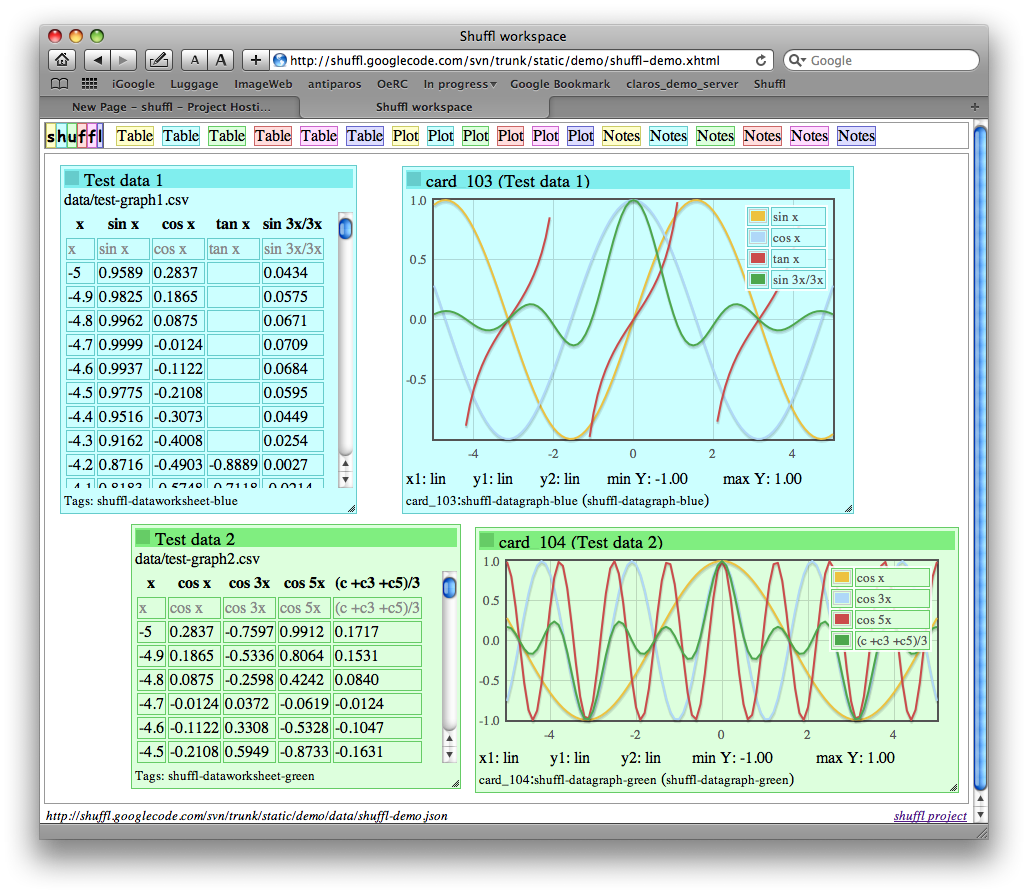 Shuffl workspace
A A + http://shuffl.googlecode.com/svn/trunk/static/demo/shuffl-demo.xhtml Google
iGoogle Luggage ImageWeb antiparos OeRC In progress▾ Google Bookmark claros_demo_server Shuffl
New Page – shuffl – Project Hosti... Shuffl workspace +
shuffl Table Table Table Table Table Table Plot Plot Plot Plot Plot Plot Notes Notes Notes Notes Notes Notes
Test data 1
data/test-graph1.csv
x sin x cos x tan x sin 3x/3x
x sin x cos x tan x sin 3x/3x
-5 0.9589 0.2837 0.0434
-4.9 0.9825 0.1865 0.0575
-4.8 0.9962 0.0875 0.0671
-4.7 0.9999 -0.0124 0.0709
-4.6 0.9937 -0.1122 0.0684
-4.5 0.9775 -0.2108 0.0595
-4.4 0.9516 -0.3073 0.0449
-4.3 0.9162 -0.4008 0.0254
-4.2 0.8716 -0.4903 -0.8889 0.0027
-4.1 0.8183 -0.5748 -0.7118 -0.0214
Tags: shuffl-dataworksheet-blue
card_103 (Test data 1)
1.0
0.5
0.0
-0.5
sin x
cos x
tan x
sin 3x/3x
-4 -2 0 2 4
x1: lin y1: lin y2: lin min Y: -1.00 max Y: 1.00
card_103:shuffl-datagraph-blue (shuffl-datagraph-blue)
Test data 2
data/test-graph2.csv
x cos x cos 3x cos 5x (c +c3 +c5)/3
x cos x cos 3x cos 5x (c +c3 +c5)/3
-5 0.2837 -0.7597 0.9912 0.1717
-4.9 0.1865 -0.5336 0.8064 0.1531
-4.8 0.0875 -0.2598 0.4242 0.0840
-4.7 -0.0124 0.0372 -0.0619 -0.0124
-4.6 -0.1122 0.3308 -0.5328 -0.1047
-4.5 -0.2108 0.5949 -0.8733 -0.1631
Tags: shuffl-dataworksheet-green
card_104 (Test data 2)
1.0
0.5
0.0
-0.5
-1.0
cos x
cos 3x
cos 5x
(c +c3 +c5)/3
-4 -2 0 2 4
x1: lin y1: lin y2: lin min Y: -1.00 max Y: 1.00
card_104:shuffl-datagraph-green (shuffl-datagraph-green)
http://shuffl.googlecode.com/svn/trunk/static/demo/data/shuffl-demo.json shuffl project